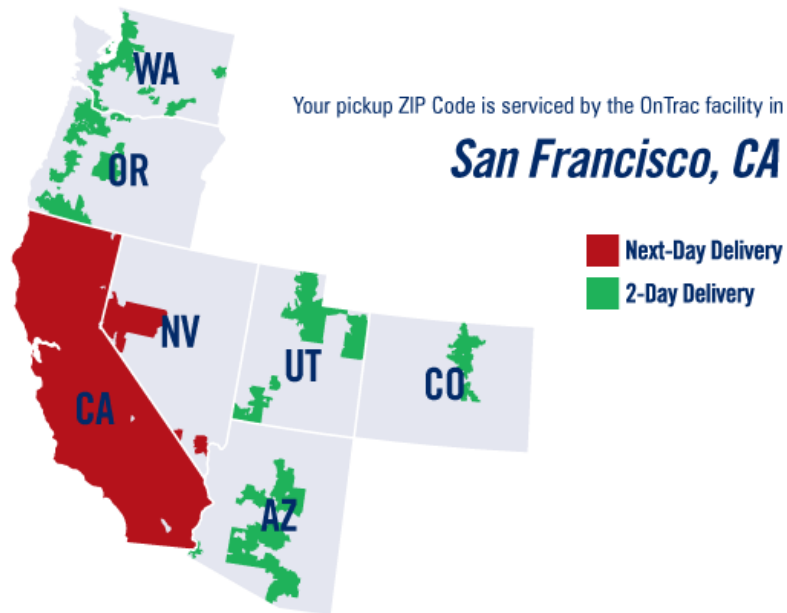 WA
Your pickup ZIP Code is serviced by the OnTrac facility in
San Francisco, CA
OR
Next-Day Delivery
2-Day Delivery
NV
UT
CO
CA
AZ